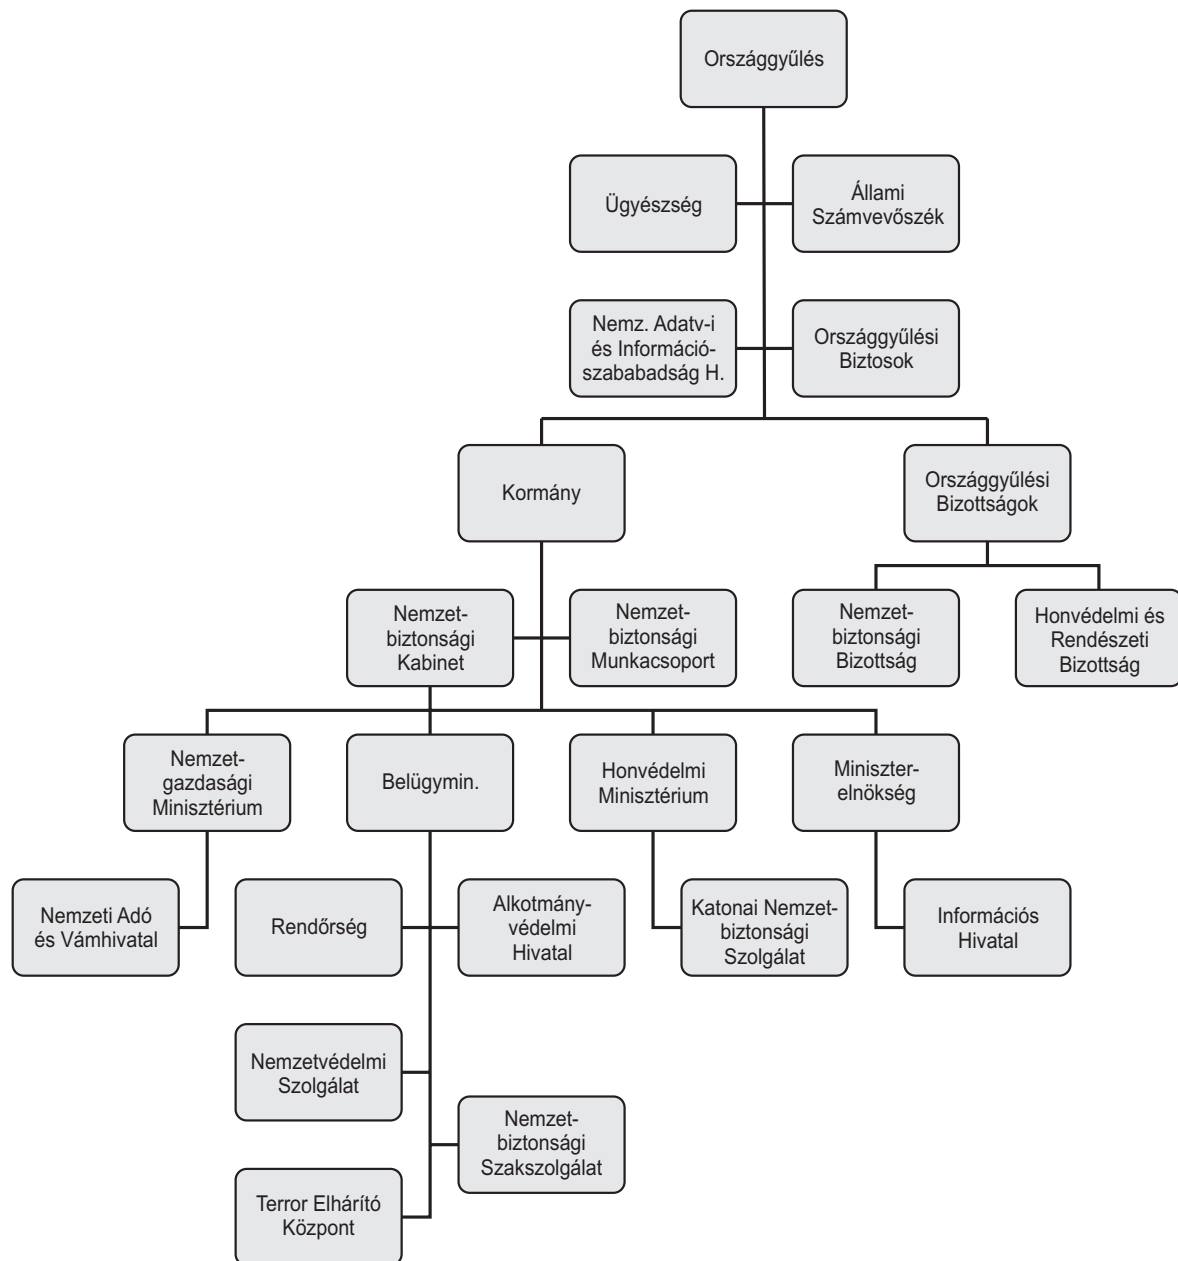 Országgyűlés
Ügyészség
Állami
Számvevőszék
Nemz. Adatv-i
és Információ-
szababadság H.
Országgyűlési
Biztosok
Kormány
Országgyűlési
Bizottságok
Nemzet-
biztonsági
Kabinet
Nemzet-
biztonsági
Munkacsoport
Nemzet-
biztonsági
Bizottság
Honvédelmi és
Rendészeti
Bizottság
Nemzet-
gazdasági
Minisztérium
Belügymin.
Honvédelmi
Minisztérium
Miniszter-
elnökség
Nemzeti Adó
és Vámhivatal
Rendőrség
Alkotmány-
védelmi
Hivatal
Katonai Nemzet-
biztonsági
Szolgálat
Információs
Hivatal
Nemzetvédelmi
Szolgálat
Nemzet-
biztonsági
Szakszolgálat
Terror Elhárító
Központ